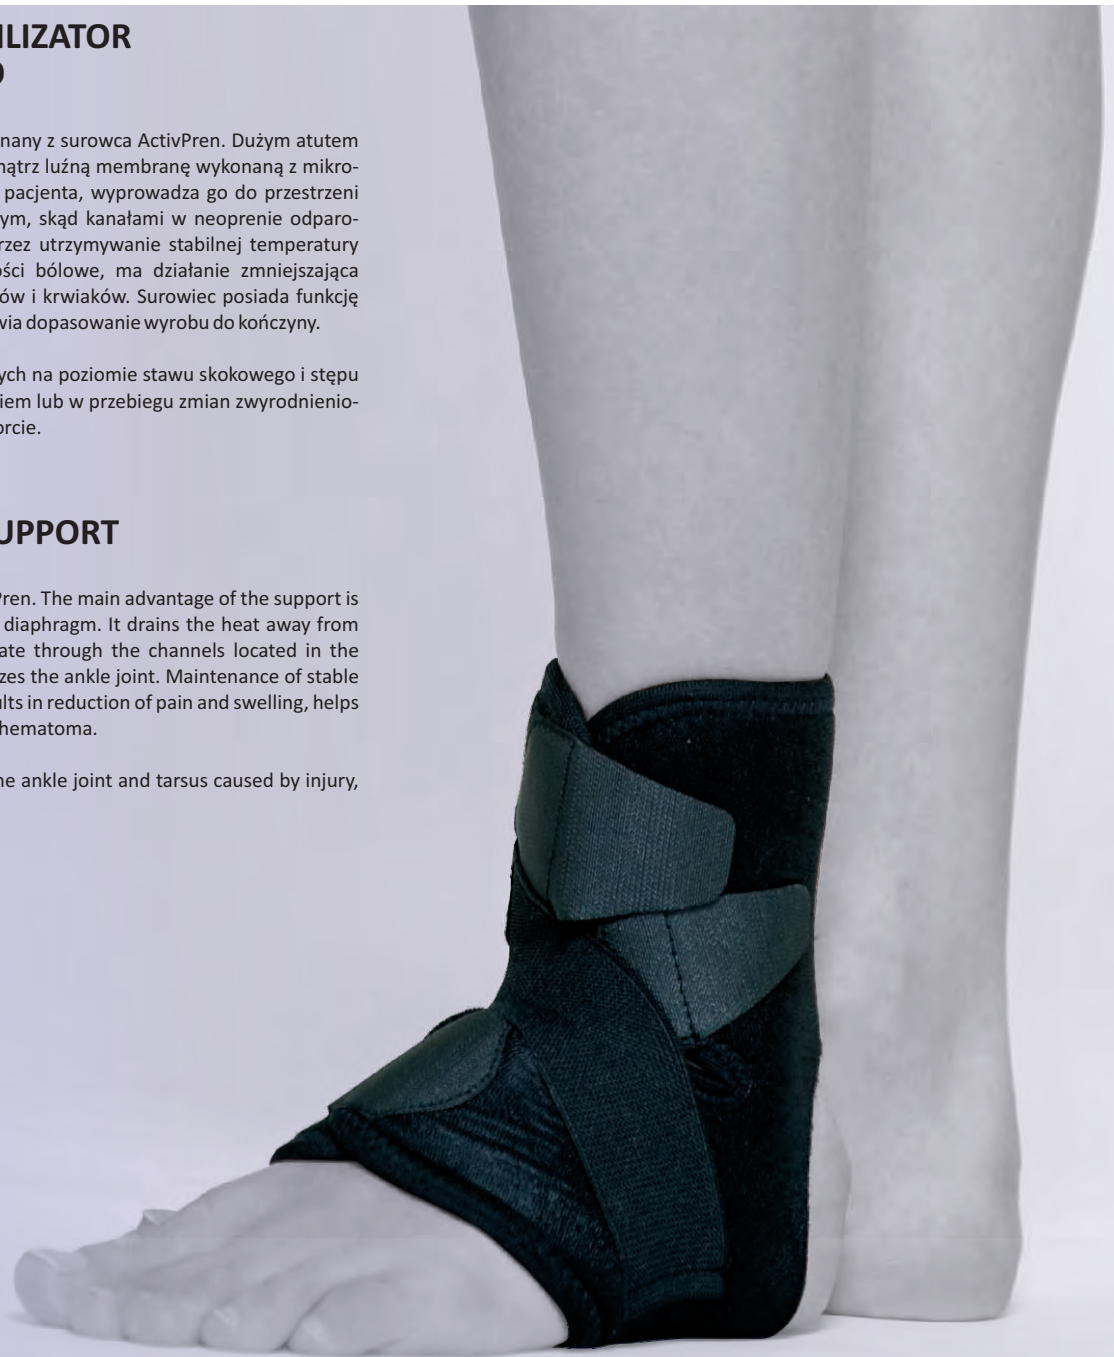 ILIZATOR
O
nany z surowca ActivPren. Dużym atutem
nątrz luźną membranę wykonaną z mikro-
pacjenta, wyprowadza go do przestrzeni
ym, skąd kanałami w neoprenie odparo-
rzez utrzymywanie stabilnej temperatury
ości bólowe, ma działanie zmniejszająca
ów i krwiaków. Surowiec posiada funkcję
wia dopasowanie wyrobu do kończyny.
ych na poziomie stawu skokowego i stępu
iem lub w przebiegu zmian zwyrodnienio-
orcie.
UPPORT
Pren. The main advantage of the support is
diaphragm. It drains the heat away from
ate through the channels located in the
zes the ankle joint. Maintenance of stable
ults in reduction of pain and swelling, helps
hematoma.
he ankle joint and tarsus caused by injury,